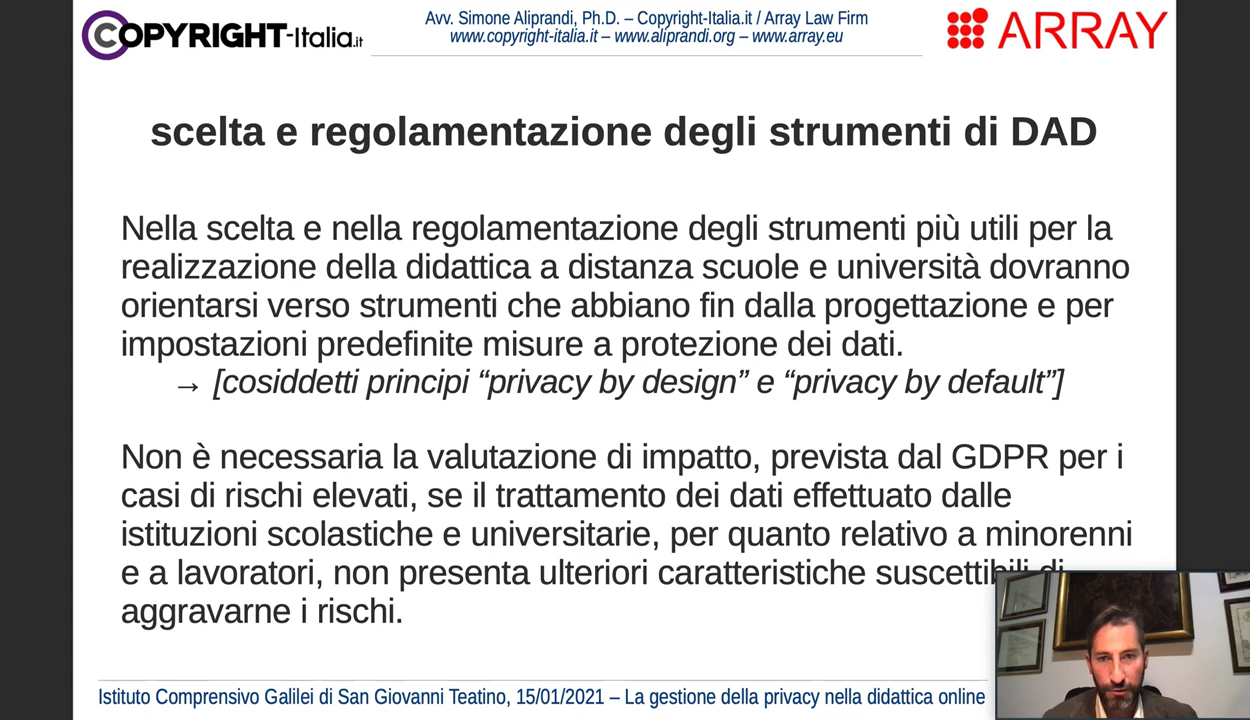 COPYRIGHT-Italia.it
Avv. Simone Aliprandi, Ph.D. – Copyright-Italia.it / Array Law Firm
www.copyright-italia.it – www.aliprandi.org – www.array.eu
ARRAY
scelta e regolamentazione degli strumenti di DAD
Nella scelta e nella regolamentazione degli strumenti più utili per la
realizzazione della didattica a distanza scuole e università dovranno
orientarsi verso strumenti che abbiano fin dalla progettazione e per
impostazioni predefinite misure a protezione dei dati.
→ [cosiddetti principi “privacy by design” e “privacy by default”]
Non è necessaria la valutazione di impatto, prevista dal GDPR per i
casi di rischi elevati, se il trattamento dei dati effettuato dalle
istituzioni scolastiche e universitarie, per quanto relativo a minorenni
e a lavoratori, non presenta ulteriori caratteristiche suscettibili di
aggravarne i rischi.
Istituto Comprensivo Galilei di San Giovanni Teatino, 15/01/2021 – La gestione della privacy nella didattica online